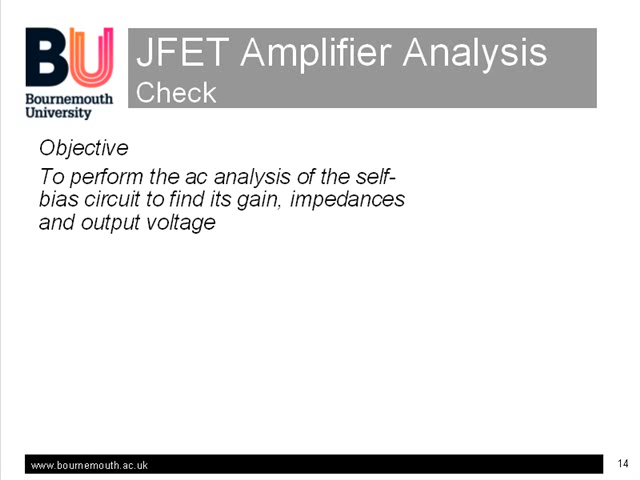 BU
Bournemouth
University
JFET Amplifier Analysis
Check
Objective
To perform the ac analysis of the self-
bias circuit to find its gain, impedances
and output voltage
www.bournemouth.ac.uk
14